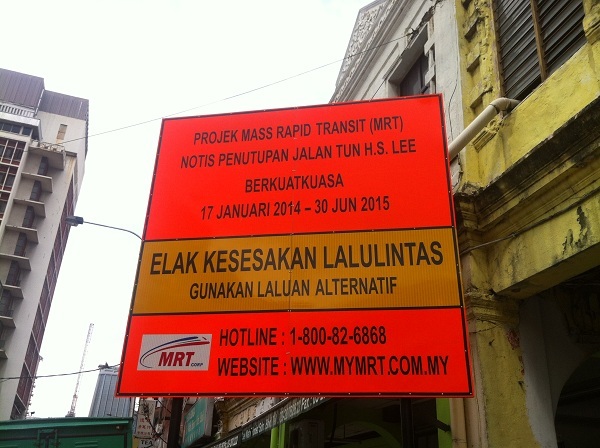 PROJEK MASS RAPID TRANSIT (MRT)
NOTIS PENUTUPAN JALAN TUN H.S. LEE
BERKUATKUASA
17 JANUARI 2014 – 30 JUN 2015
ELAK KESESAKAN LALULINTAS
GUNAKAN LALUAN ALTERNATIF
MRT CORP
HOTLINE : 1-800-82-6868
WEBSITE : WWW.MYMRT.COM.MY